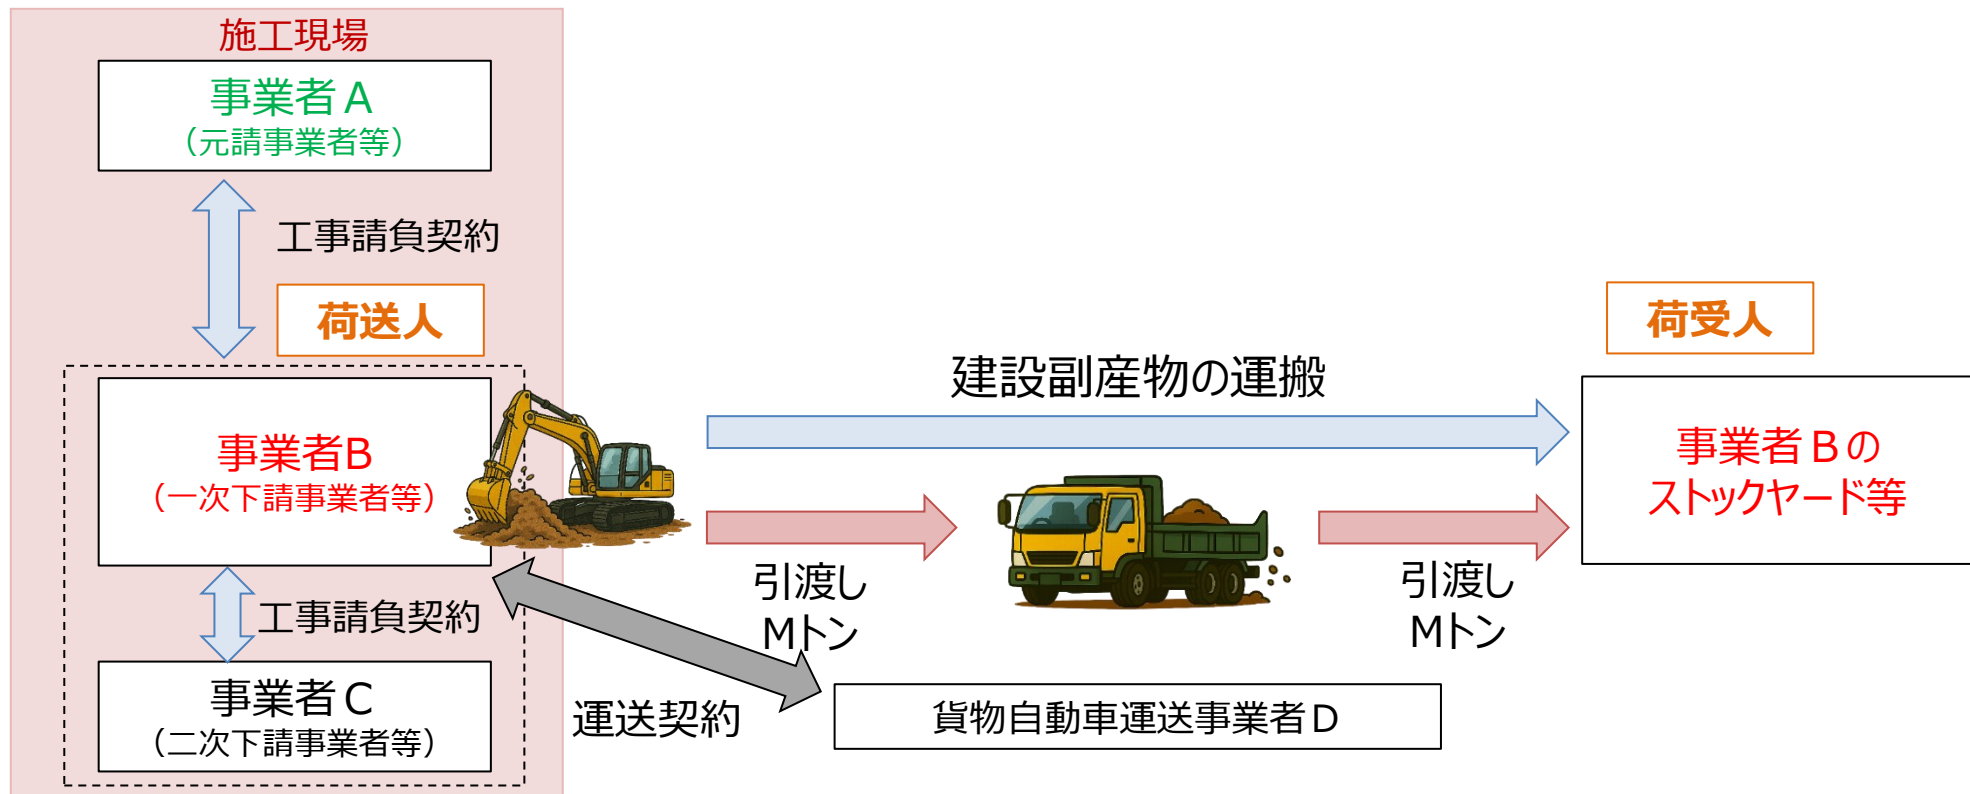 施工現場
事業者A
（元請事業者等）
工事請負契約
荷送人
荷受人
建設副産物の運搬
事業者B
（一次下請事業者等）
事業者Bの
ストックヤード等
引渡し
Mトン
引渡し
Mトン
工事請負契約
事業者C
（二次下請事業者等）
運送契約
貨物自動車運送事業者D